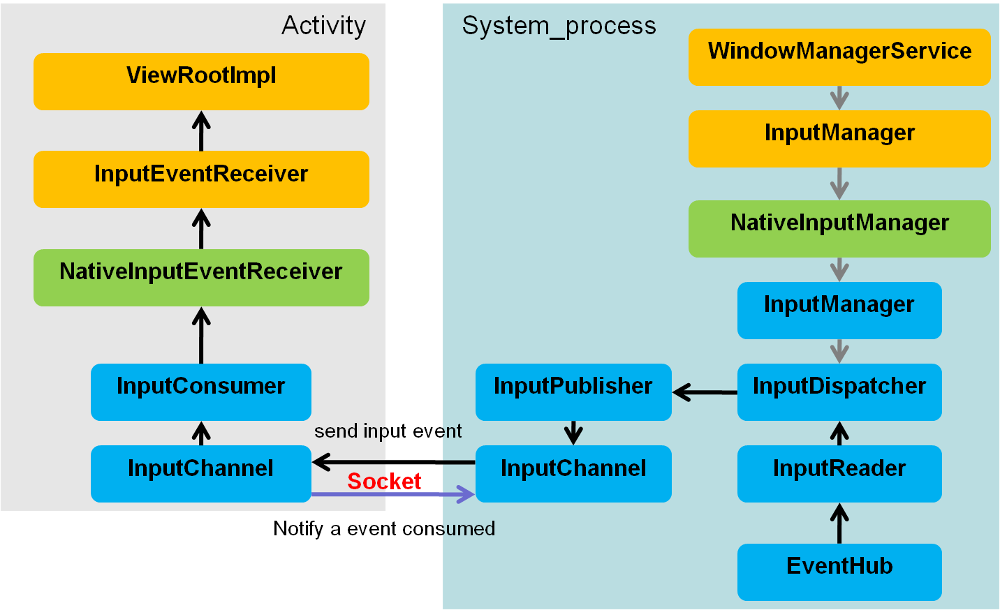 Activity
ViewRootImpl
InputEventReceiver
NativeInputEventReceiver
InputConsumer
InputChannel
send input event
Socket
Notify a event consumed
System_process
WindowManagerService
InputManager
NativeInputManager
InputManager
InputPublisher
InputDispatcher
InputChannel
InputReader
EventHub